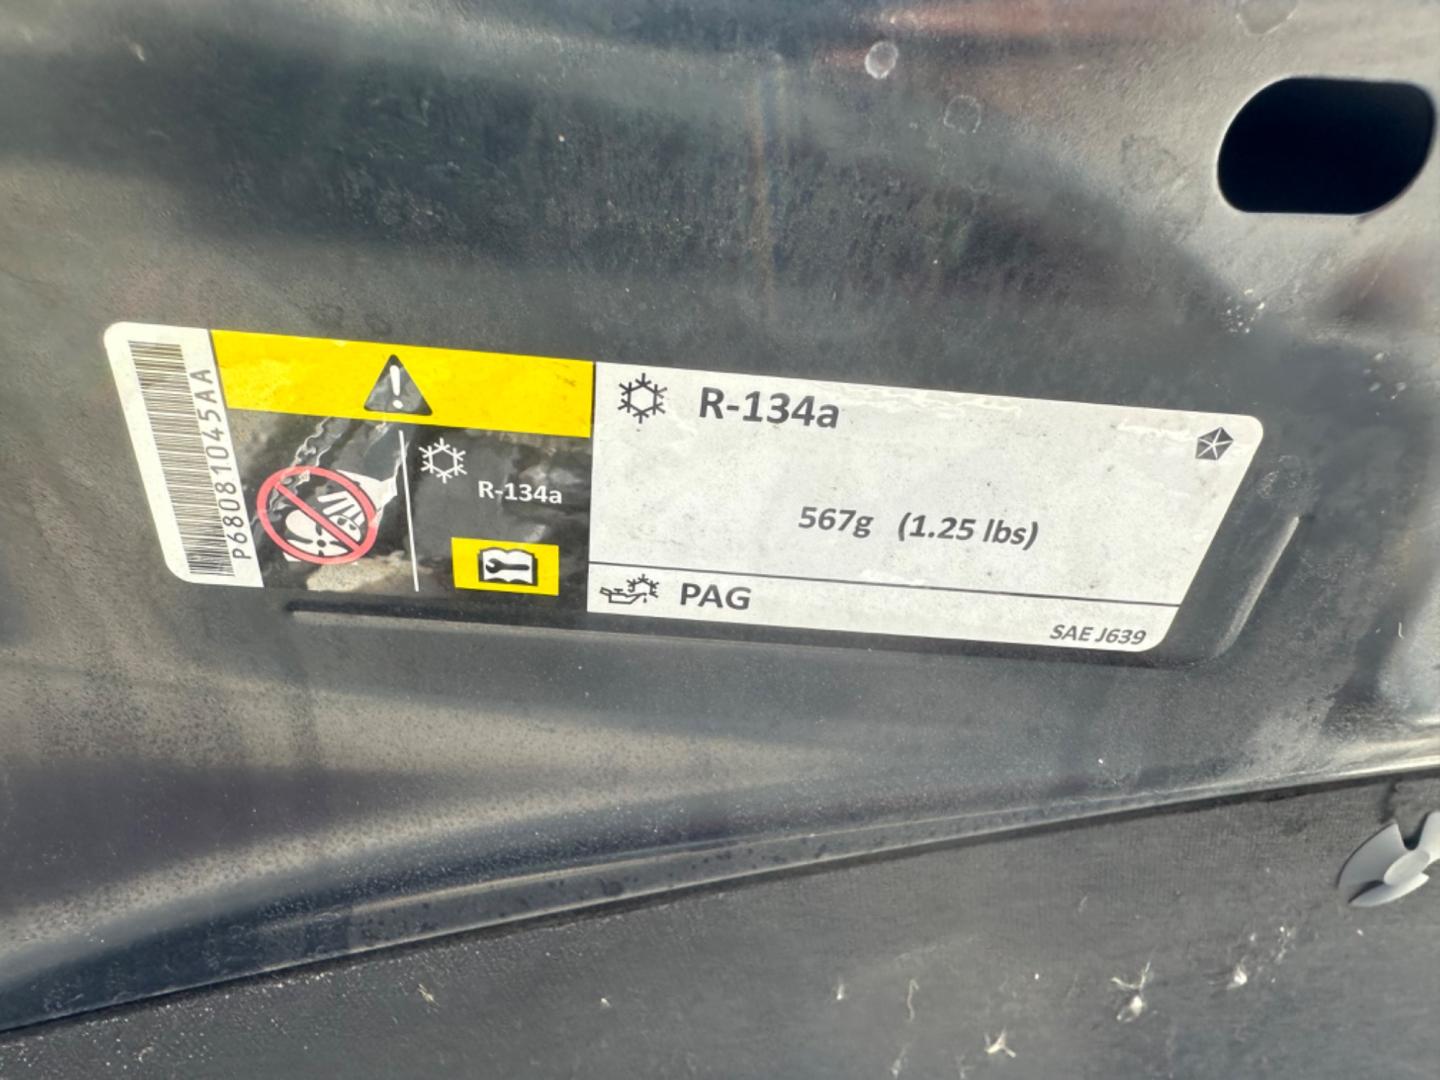 P68081045AA
R-134a
R-134a
567g (1.25 lbs)
PAG
SAE J639